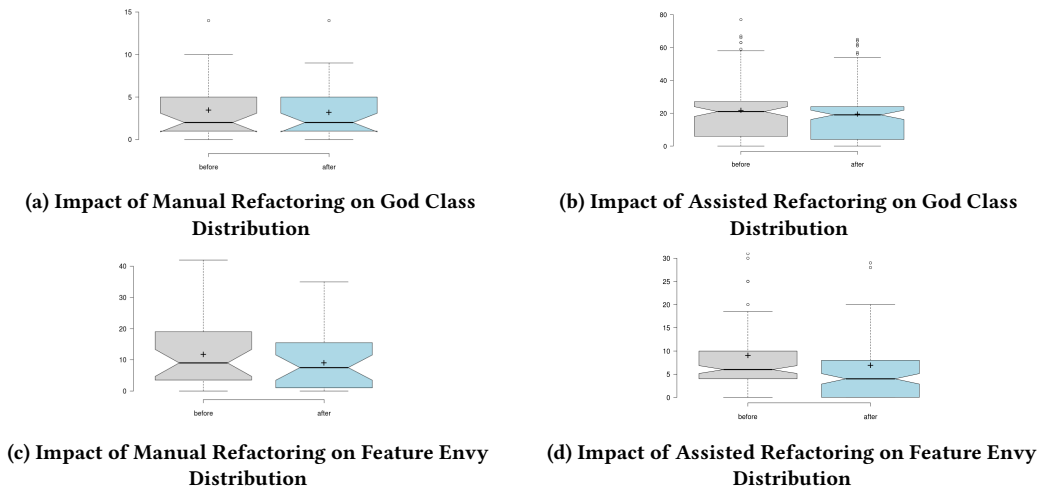 15
10
5
0
before
after
80
60
40
20
0
before
after
(a) Impact of Manual Refactoring on God Class
Distribution
(b) Impact of Assisted Refactoring on God Class
Distribution
40
30
20
10
0
before
after
30
25
20
15
10
5
0
before
after
(c) Impact of Manual Refactoring on Feature Envy
Distribution
(d) Impact of Assisted Refactoring on Feature Envy
Distribution